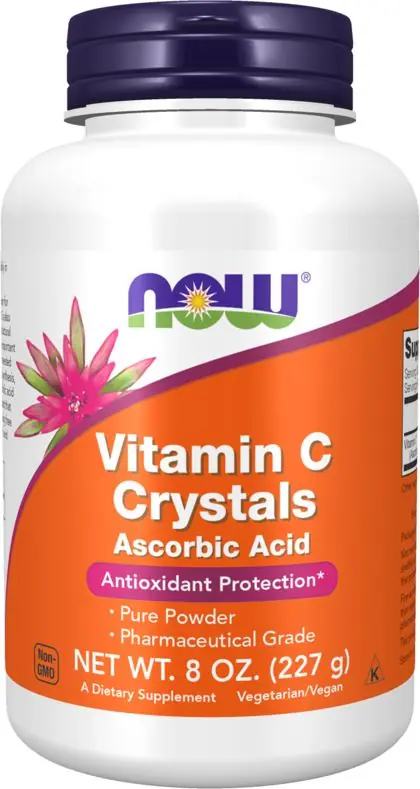 now®
Vitamin C
Crystals
Ascorbic Acid
Antioxidant Protection*
• Pure Powder
• Pharmaceutical Grade
Non-
GMO
NET WT. 8 OZ. (227 g)
A Dietary Supplement Vegetarian/Vegan
K